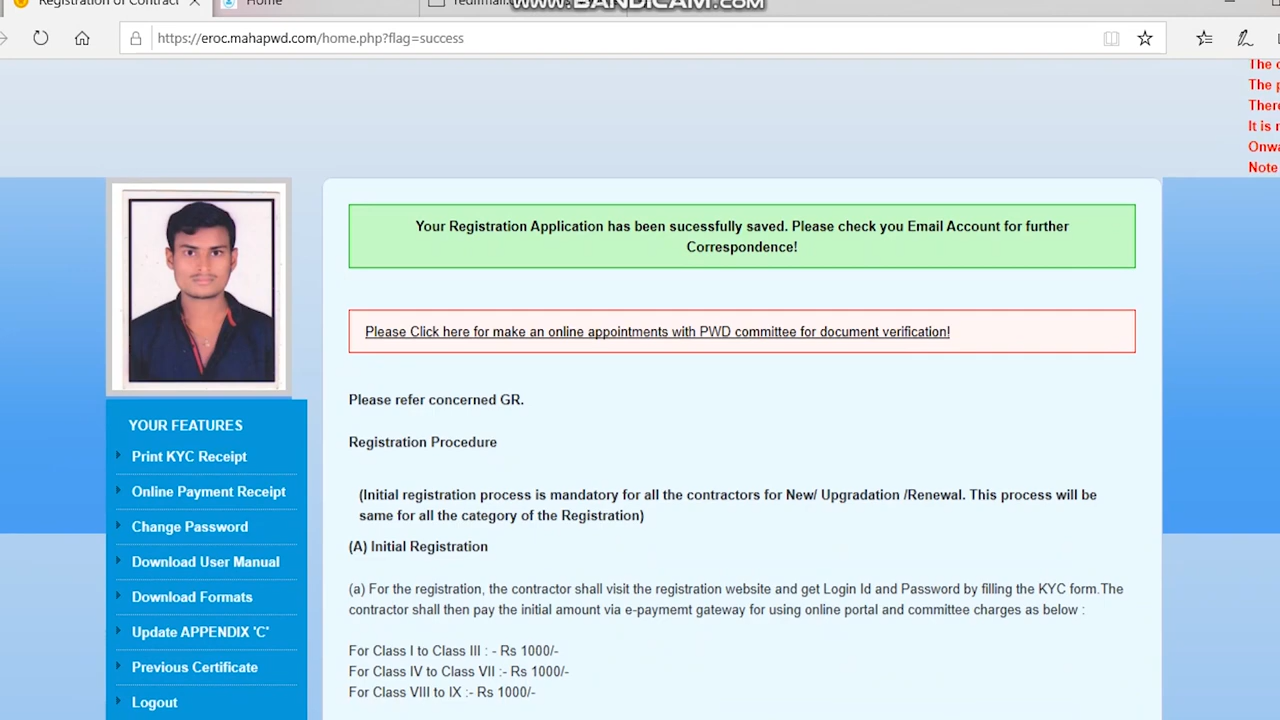 www.BANDICAM.com
Registration of Contract
Home
https://eroc.mahapwd.com/home.php?flag=success
The
The
There
It is
Note
Your Registration Application has been sucessfully saved. Please check you Email Account for further
Correspondence!
Please Click here for make an online appointments with PWD committee for document verification!
Please refer concerned GR.
Registration Procedure
(Initial registration process is mandatory for all the contractors for New/ Upgradation /Renewal. This process will be
same for all the category of the Registration)
(A) Initial Registration
(a) For the registration, the contractor shall visit the registration website and get Login Id and Password by filling the KYC form.The
contractor shall then pay the initial amount via e-paymemt gateway for using online portal and committee charges as below :
For Class I to Class III : - Rs 1000/-
For Class IV to Class VII :- Rs 1000/-
For Class VIII to IX :- Rs 1000/-
YOUR FEATURES
Print KYC Receipt
Online Payment Receipt
Change Password
Download User Manual
Download Formats
Update APPENDIX 'C'
Previous Certificate
Logout